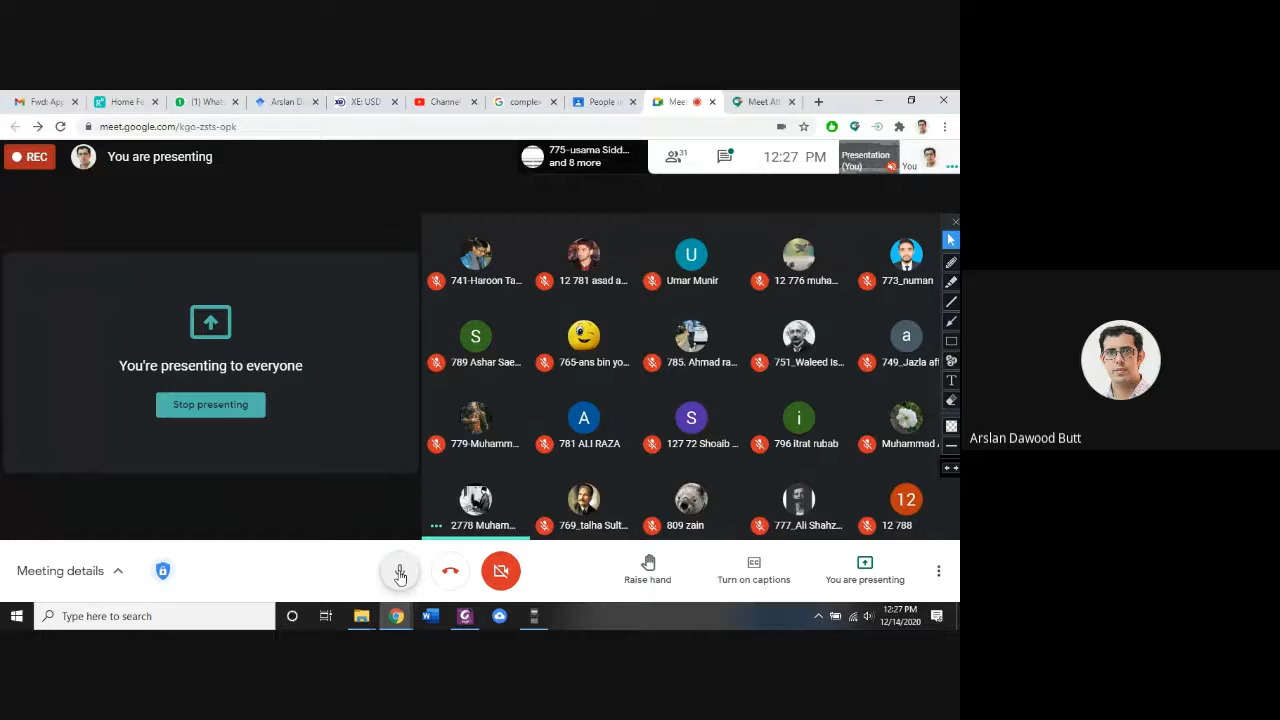 Fwd: App
Home Fe
(1) Whats
Arslan D
XE: USD
Channel
complex
People in
Mee
Meet Att
meet.google.com/kgo-zsts-opk
REC
You are presenting
775-usama Sidd...
and 8 more
31
12:27 PM
Presentation
(You)
You
741-Haroon Ta...
12 781 asad a...
U
Umar Munir
12 776 muha...
773_numan
S
789 Ashar Sae...
765-ans bin yo...
785. Ahmad ra...
751_Waleed Is...
a
749_Jazla af
You're presenting to everyone
Stop presenting
779-Muhamm...
A
781 ALI RAZA
S
127 72 Shoaib ...
i
796 itrat rubab
Muhammad
2778 Muham...
769_talha Sult...
809 zain
777_Ali Shahz...
12
12 788
T
Arslan Dawood Butt
Meeting details
Raise hand
CC
Turn on captions
You are presenting
Type here to search
12:27 PM
12/14/2020